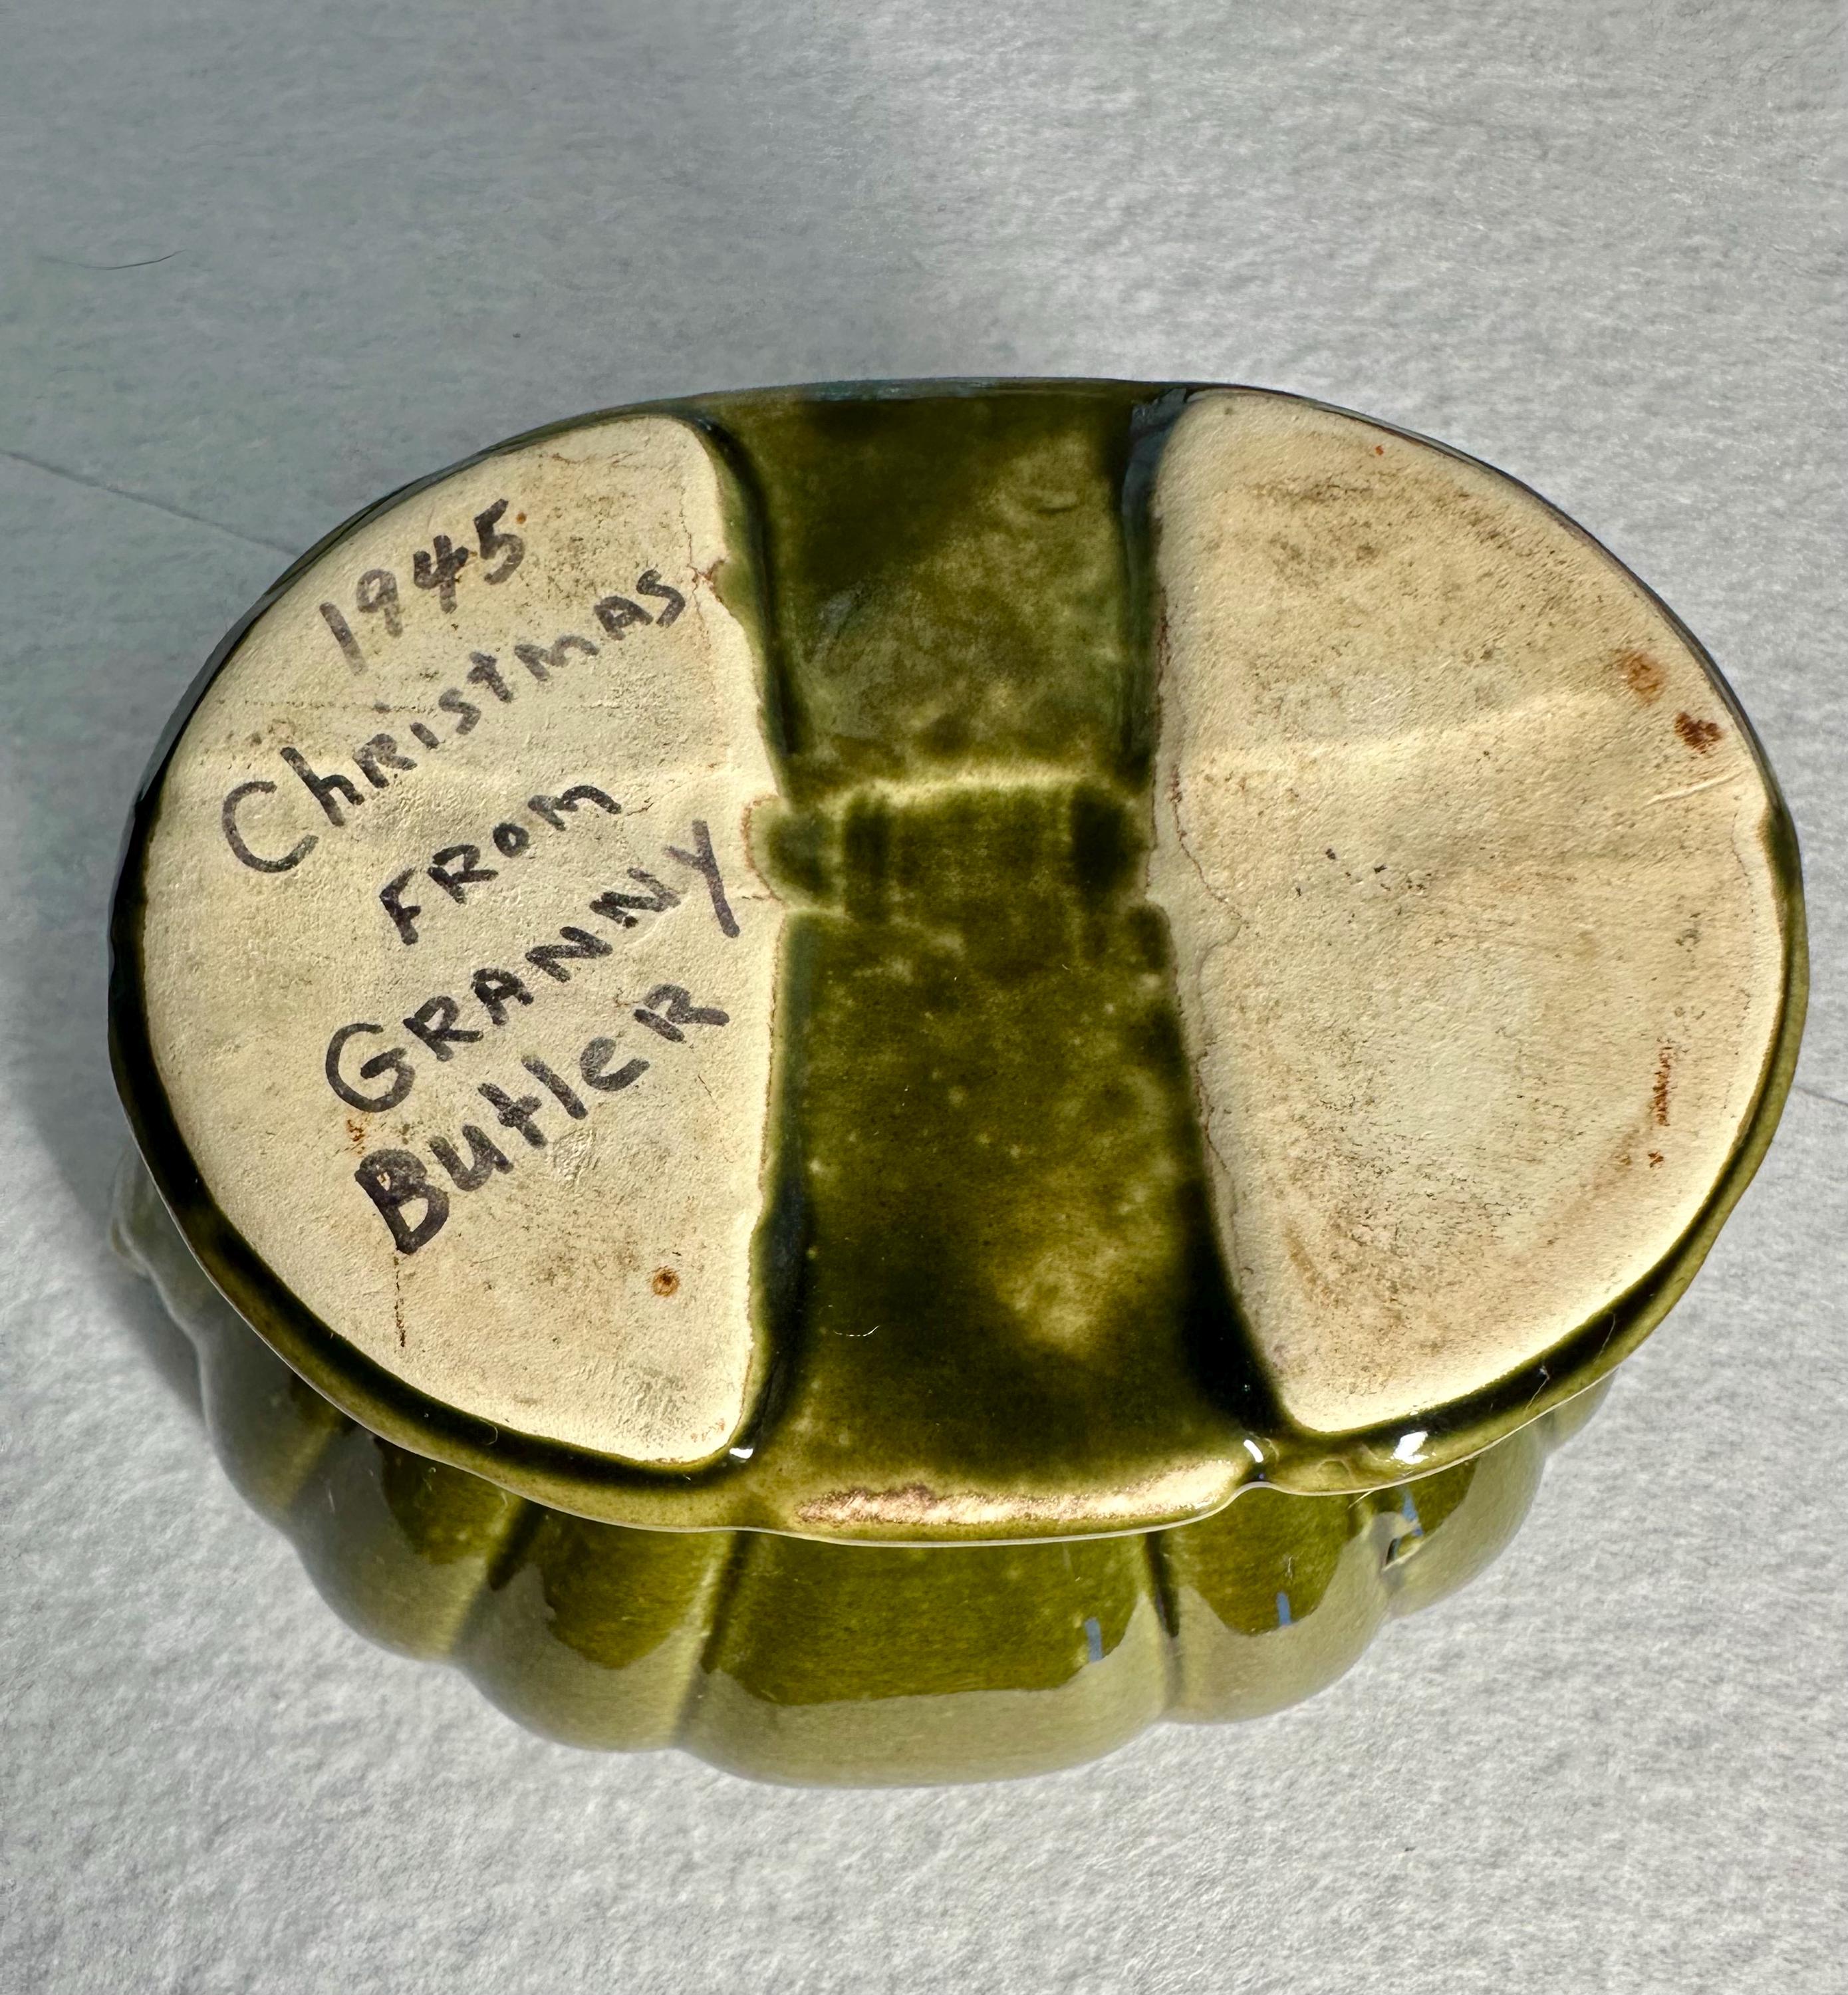 1945
Christmas
FROM
GRANNY
ButleR